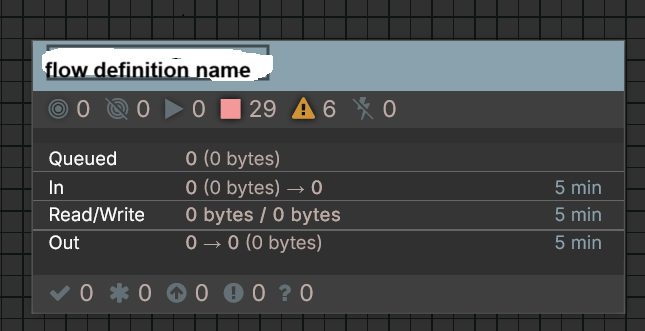 flow definition name
0 0 0 29 6 0
Queued 0 (0 bytes)
In 0 (0 bytes) → 0 5 min
Read/Write 0 bytes / 0 bytes 5 min
Out 0 → 0 (0 bytes) 5 min
0 0 0 0 ? 0